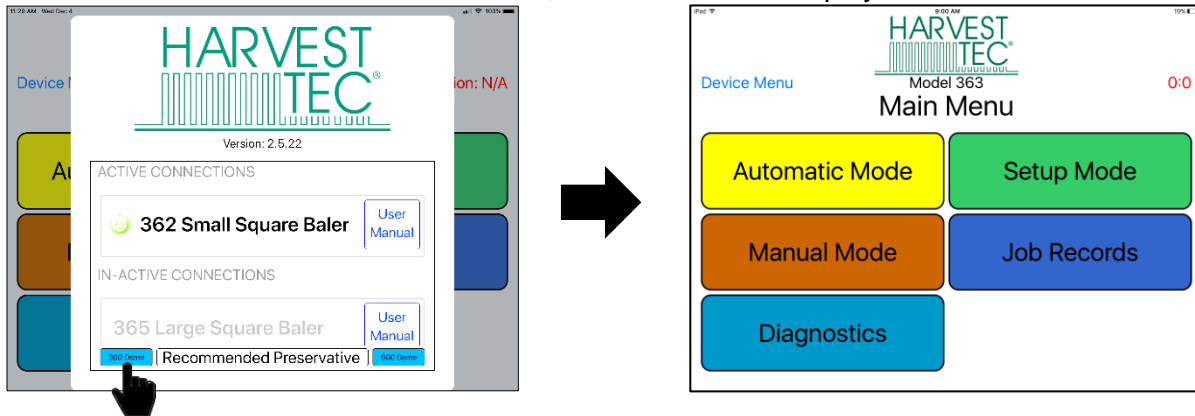 11:28 AM Wed Dec 4
100%
HARVEST
TEC®
Device
ion: N/A
Version: 2.5.22
ACTIVE CONNECTIONS
362 Small Square Baler
User
Manual
IN-ACTIVE CONNECTIONS
365 Large Square Baler
User
Manual
300 Demo
Recommended Preservative
600 Demo
iPad
9:00 AM
19%
HARVEST
TEC®
Model 363
Device Menu
0:0
Main Menu
Automatic Mode
Setup Mode
Manual Mode
Job Records
Diagnostics